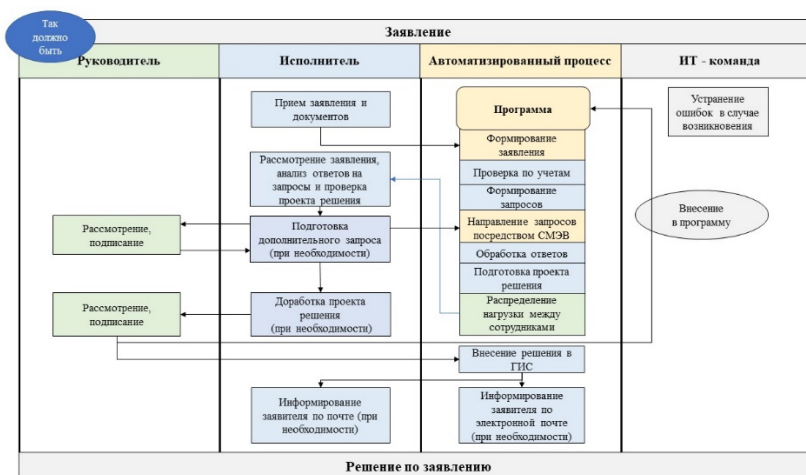 Так
должно
быть
Заявление
Руководитель
Исполнитель
Автоматизированный процесс
ИТ - команда
Прием заявления и
документов
Программа
Устранение
ошибок в случае
возникновения
Формирование
заявления
Рассмотрение заявления,
анализ ответов на
запросы и проверка
проекта решения
Проверка по учетам
Формирование
запросов
Рассмотрение,
подписание
Подготовка
дополнительного запроса
(при необходимости)
Направление запросов
посредством СМЭВ
Внесение
в программу
Обработка ответов
Подготовка проекта
решения
Рассмотрение,
подписание
Доработка проекта
решения
(при необходимости)
Распределение
нагрузки между
сотрудниками
Внесение решения в
ГИС
Информирование
заявителя по почте (при
необходимости)
Информирование
заявителя по
электронной почте
(при необходимости)
Решение по заявлению